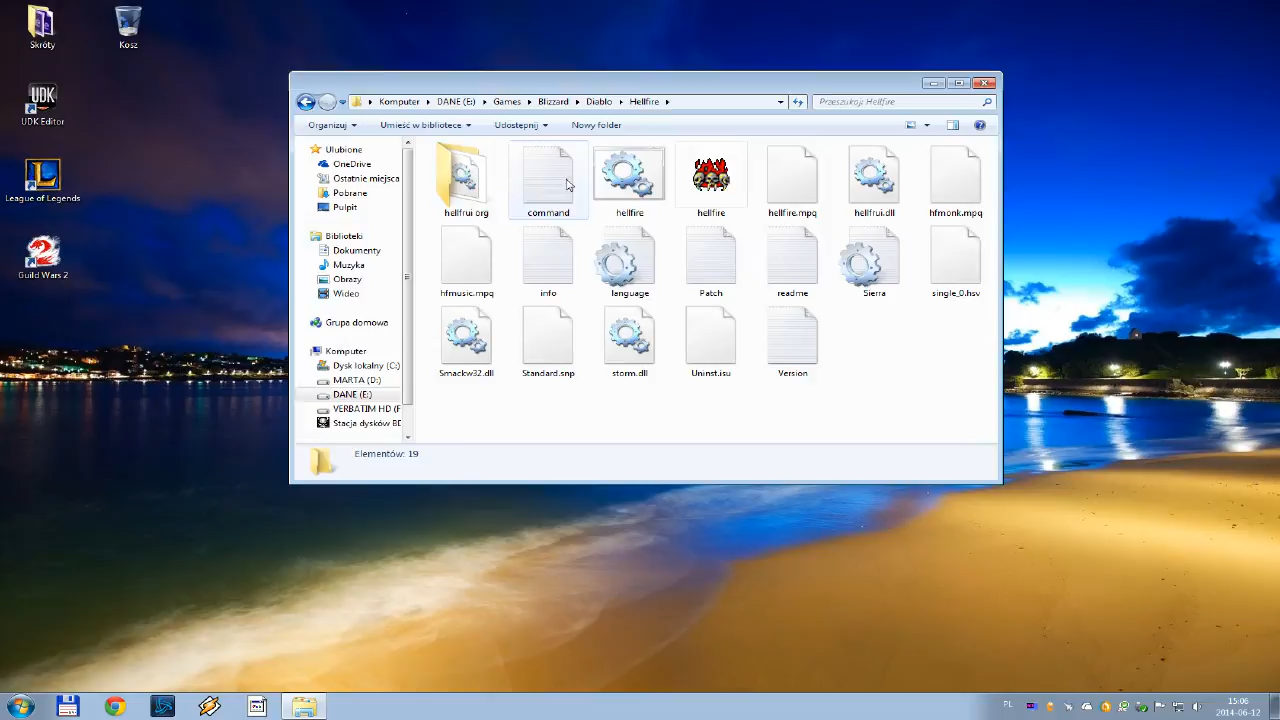 Skróty
Kosz
UDK
UDK Editor
League of Legends
Guild Wars 2
Komputer
DANE (E:)
Games
Blizzard
Diablo
Hellfire
Przeszukaj: Hellfire
Organizuj
Umieść w bibliotece
Udostępnij
Nowy folder
Ulubione
OneDrive
Ostatnie miejsca
Pobrane
Pulpit
Biblioteki
Dokumenty
Muzyka
Obrazy
Wideo
Grupa domowa
Komputer
Dysk lokalny (C:)
MARTA (D:)
DANE (E:)
VERBATIM HD (F
Stacja dysków BD
hellfrui org
command
hellfire
hellfire
hellfire.mpq
hellfrui.dll
hfmonk.mpq
hfmusic.mpq
info
language
Patch
readme
Sierra
single_0.hsv
Smackw32.dll
Standard.snp
storm.dll
Uninst.isu
Version
Elementów: 19
PL
15:06
2014-06-12